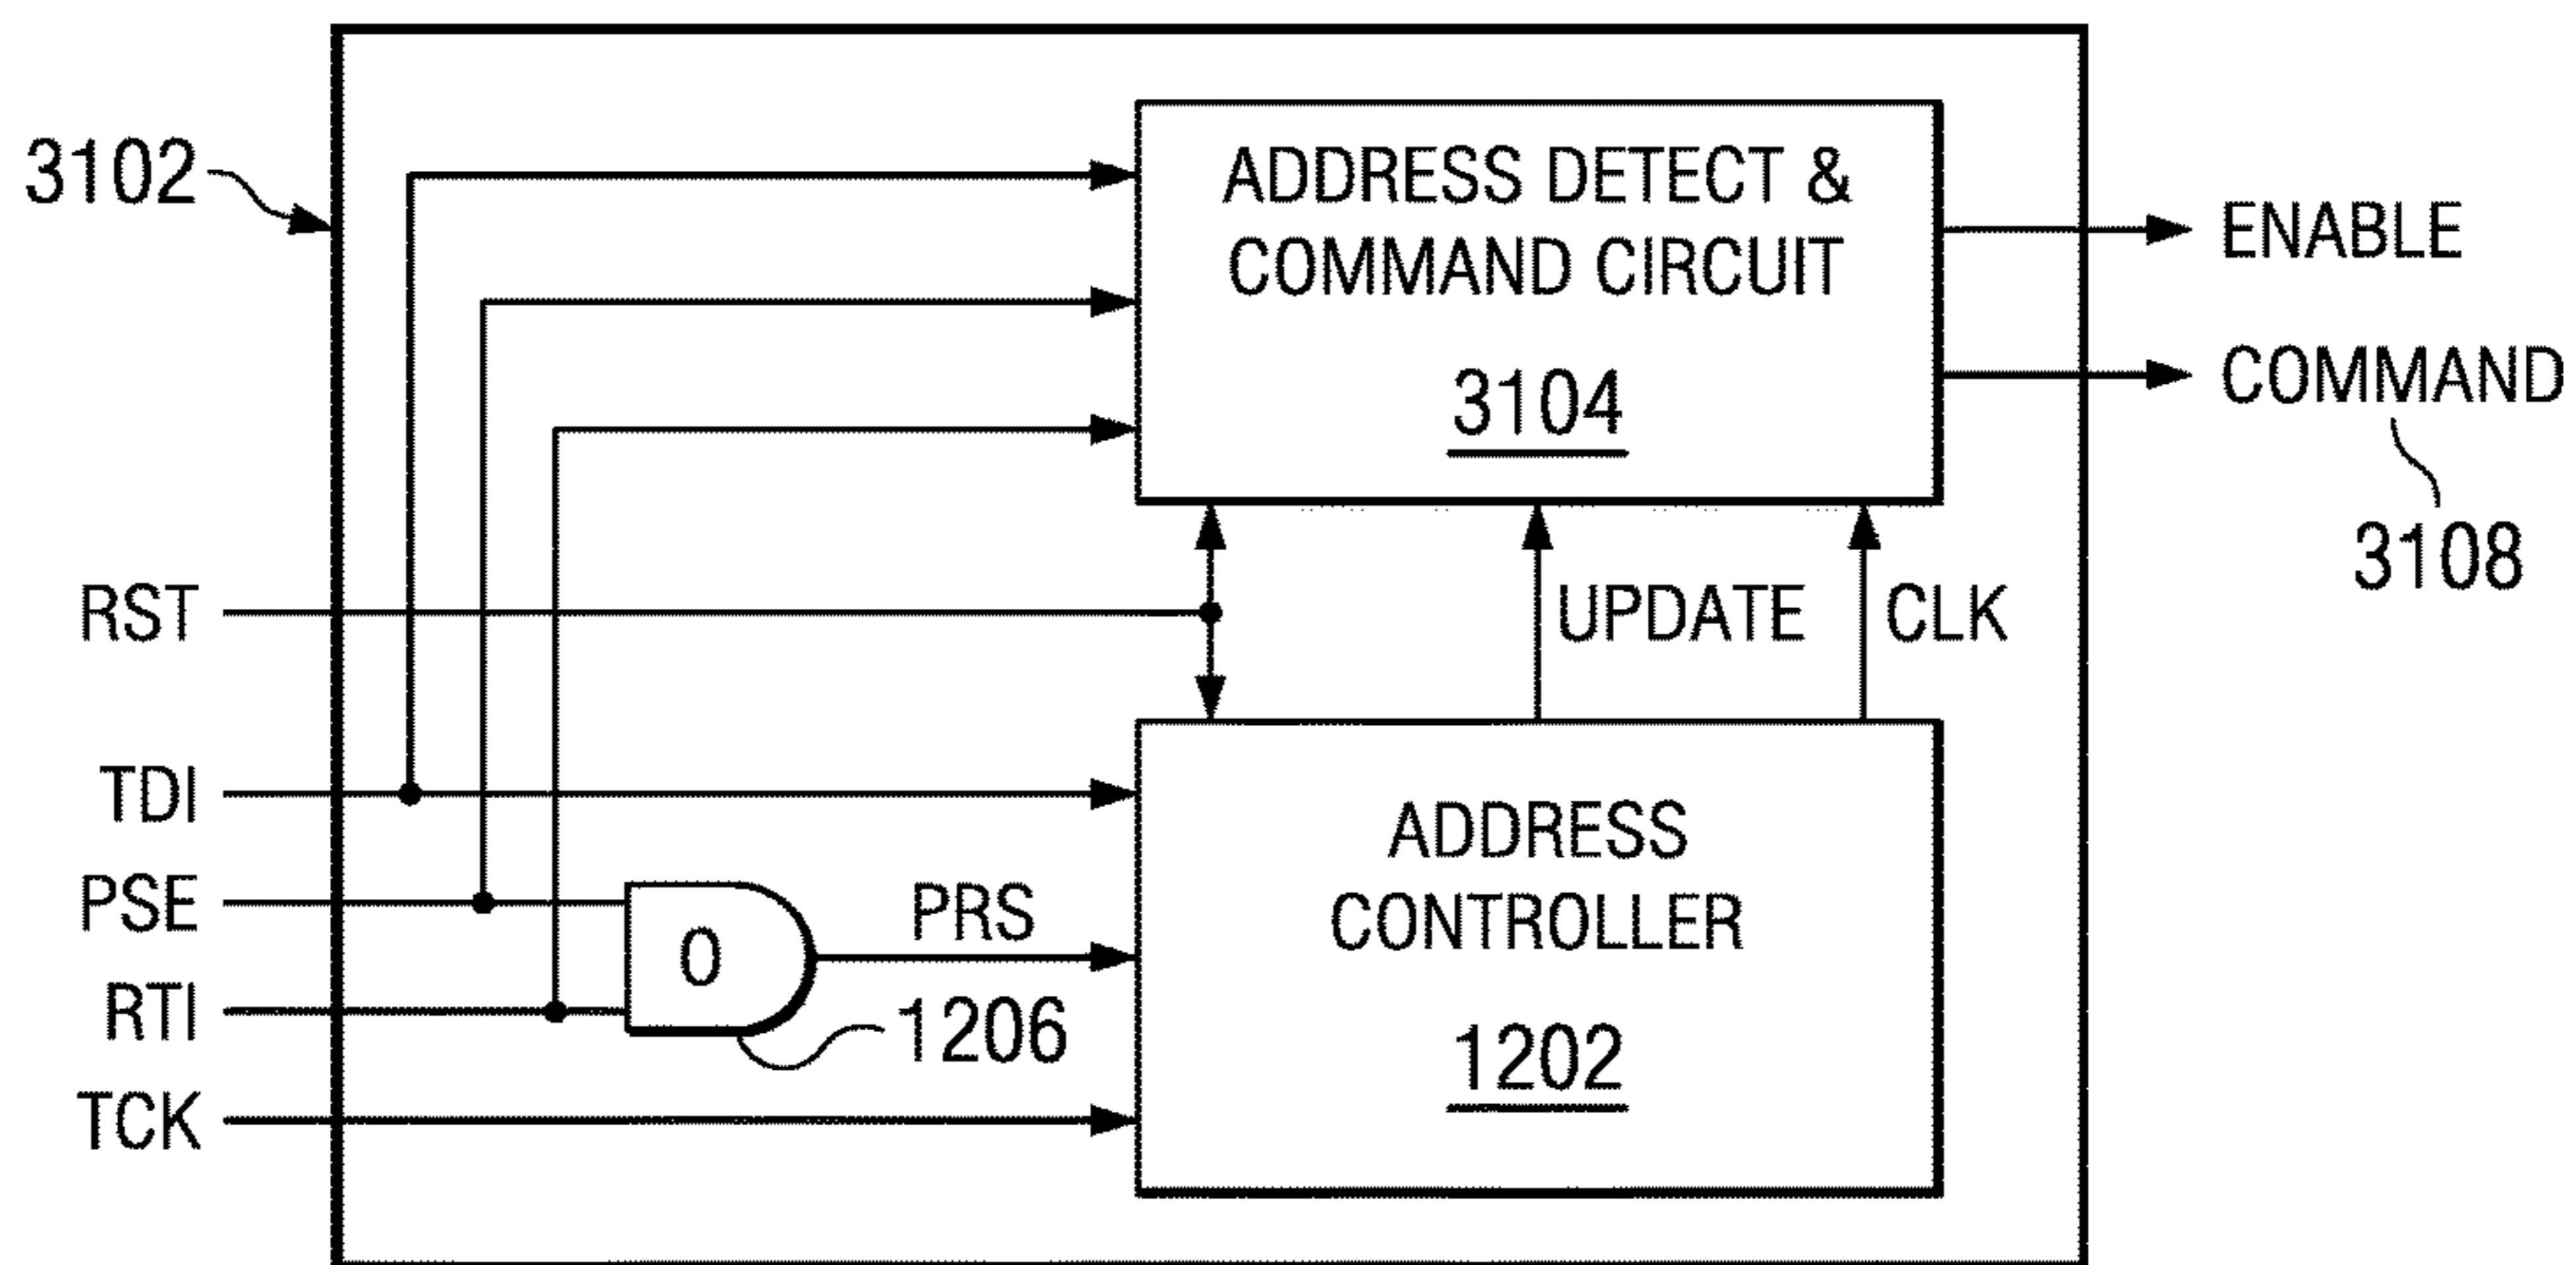 3102
ADDRESS DETECT &
COMMAND CIRCUIT
3104
ENABLE
COMMAND
3108
RST
UPDATE
CLK
TDI
PSE
RTI
TCK
O
PRS
1206
ADDRESS
CONTROLLER
1202